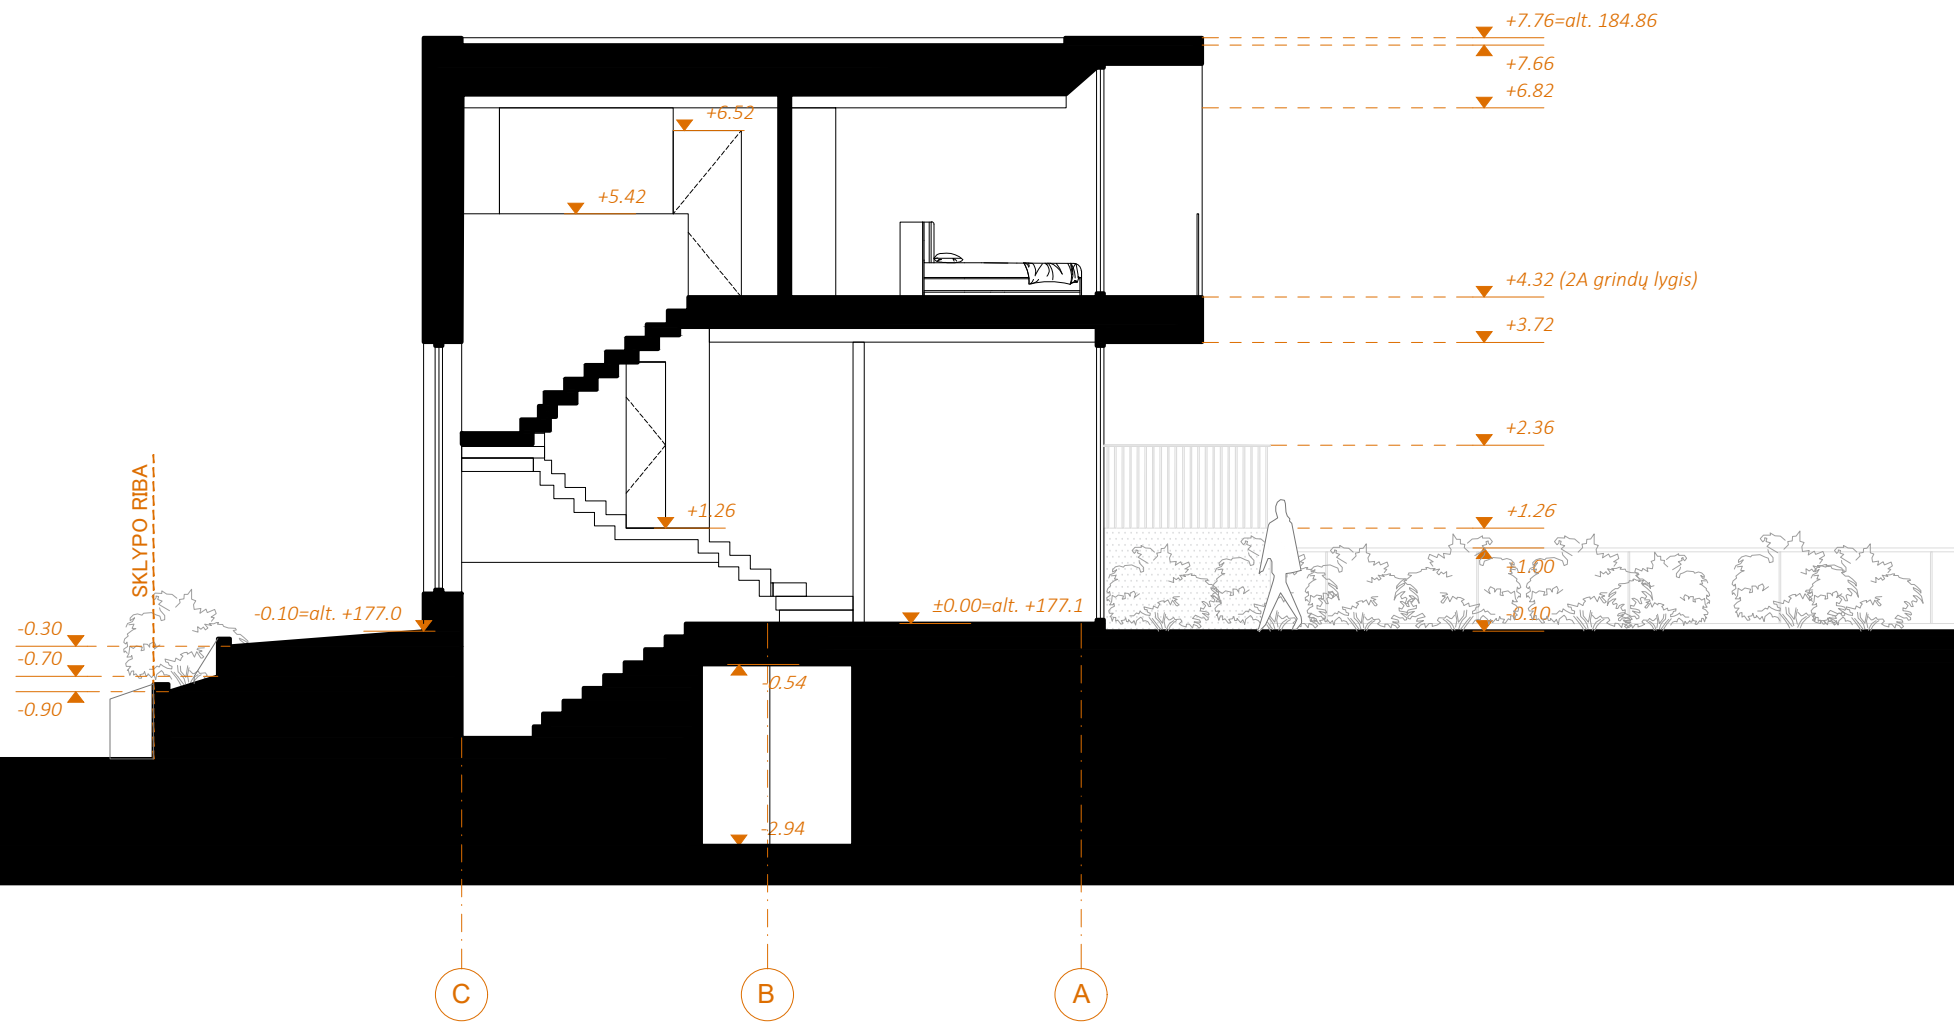 +7.76=alt. 184.86
+7.66
+6.82
+6.52
+5.42
+4.32 (2A grindų lygis)
+3.72
+2.36
SKLYPO RIBA
+1.26
+1.26
+1.00
-0.10=alt. +177.0
±0.00=alt. +177.1
-0.10
-0.30
-0.70
-0.54
-0.90
-2.94
C
B
A